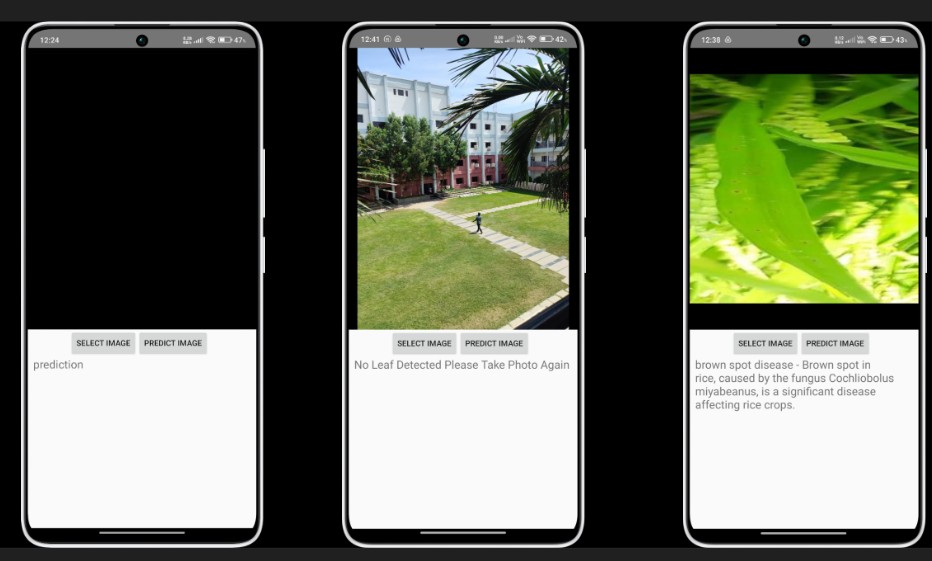 12:24
47%
SELECT IMAGE PREDICT IMAGE
prediction
12:41
42%
SELECT IMAGE PREDICT IMAGE
No Leaf Detected Please Take Photo Again
12:38
43%
SELECT IMAGE PREDICT IMAGE
brown spot disease - Brown spot in
rice, caused by the fungus Cochliobolus
miyabeanus, is a significant disease
affecting rice crops.